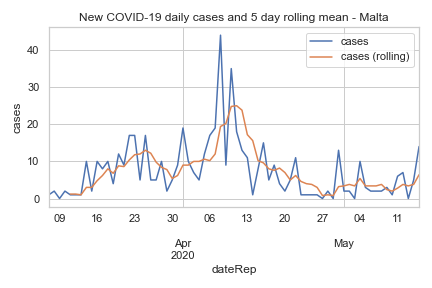 New COVID-19 daily cases and 5 day rolling mean - Malta
cases
cases (rolling)
cases
40
30
20
10
0
09
16
23
30
06
13
20
27
04
11
Apr
2020
May
dateRep